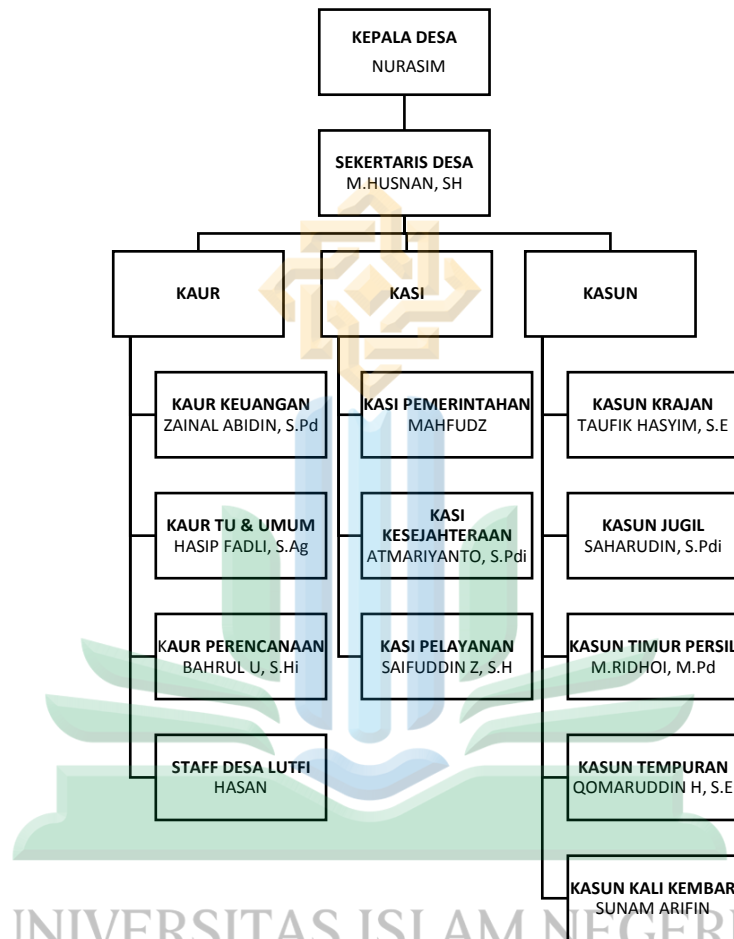 KEPALA DESA
NURASIM
SEKERTARIS DESA
M.HUSNAN, SH
KAUR
KASI
KASUN
KAUR KEUANGAN
ZAINAL ABIDIN, S.Pd
KAUR TU & UMUM
HASIP FADLI, S.Ag
KAUR PERENCANAAN
BAHRUL U, S.Hi
STAFF DESA LUTFI
HASAN
KASI PEMERINTAHAN
MAHFUDZ
KASI
KESEJAHTERAAN
ATMARIYANTO, S.Pdi
KASI PELAYANAN
SAIFUDDIN Z, S.H
KASUN KRAJAN
TAUFIK HASYIM, S.E
KASUN JUGIL
SAHARUDIN, S.Pdi
KASUN TIMUR PERSIL
M.RIDHOI, M.Pd
KASUN TEMPURAN
QOMARUDDIN H, S.E
KASUN KALI KEMBAR
SUNAM ARIFIN
UNIVERSITAS ISLAM NEGERI